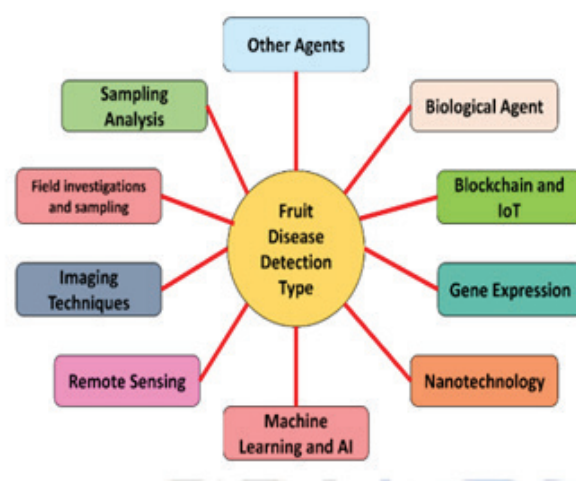 Other Agents
Sampling
Analysis
Biological Agent
Field investigations
and sampling
Fruit
Disease
Detection
Type
Blockchain and
IoT
Imaging
Techniques
Gene Expression
Remote Sensing
Nanotechnology
Machine
Learning and AI